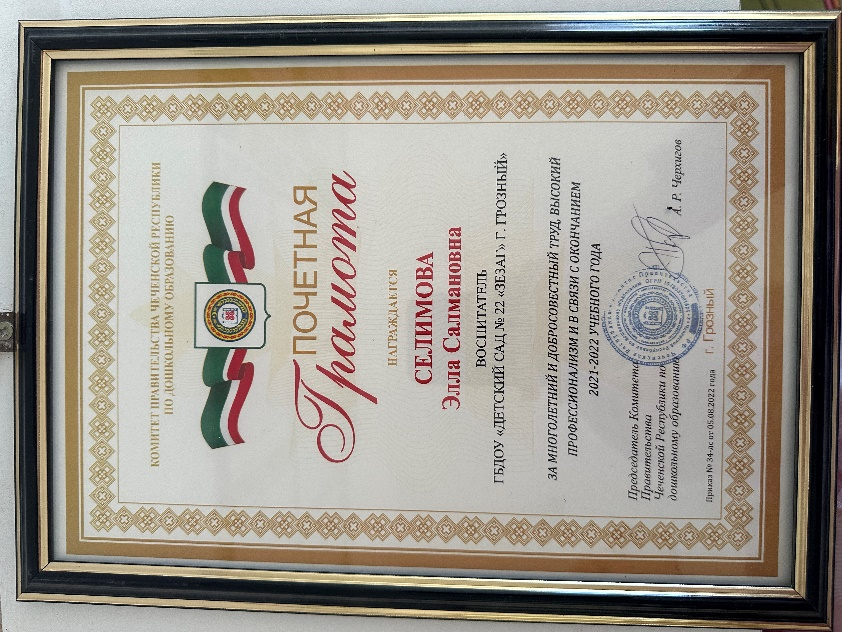 КОМИТЕТ ПРАВИТЕЛЬСТВА ЧЕЧЕНСКОЙ РЕСПУБЛИКИ
ПО ДОШКОЛЬНОМУ ОБРАЗОВАНИЮ
ПОЧЕТНАЯ
Грамота
НАГРАЖДАЕТСЯ
СЕЛИМОВА
Элла Салмановна
ВОСПИТАТЕЛЬ
ГБДОУ «ДЕТСКИЙ САД № 22 «ЗЕЗАГ» Г. ГРОЗНЫЙ»
ЗА МНОГОЛЕТНИЙ И ДОБРОСОВЕСТНЫЙ ТРУД, ВЫСОКИЙ
ПРОФЕССИОНАЛИЗМ И В СВЯЗИ С ОКОНЧАНИЕМ
2021-2022 УЧЕБНОГО ГОДА
Председатель Комитета
Правительства
Чеченской Республики по
дошкольному образованию
А. Р. Черхигов
Приказ № 34-лс от 05.08.2022 года
г. Грозный